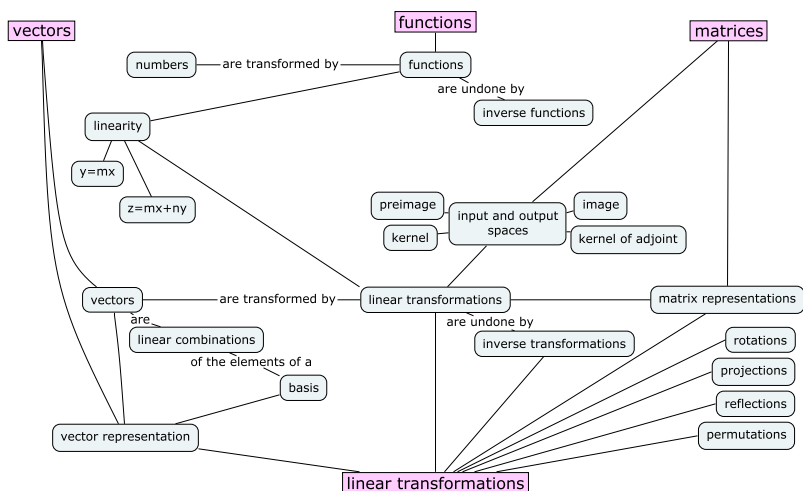 functions
vectors
matrices
numbers
are transformed by
functions
are undone by
inverse functions
linearity
y=mx
z=mx+ny
preimage
image
input and output
spaces
kernel
kernel of adjoint
vectors
are transformed by
linear transformations
matrix representations
are
linear combinations
are undone by
inverse transformations
rotations
of the elements of a
basis
projections
reflections
vector representation
permutations
linear transformations